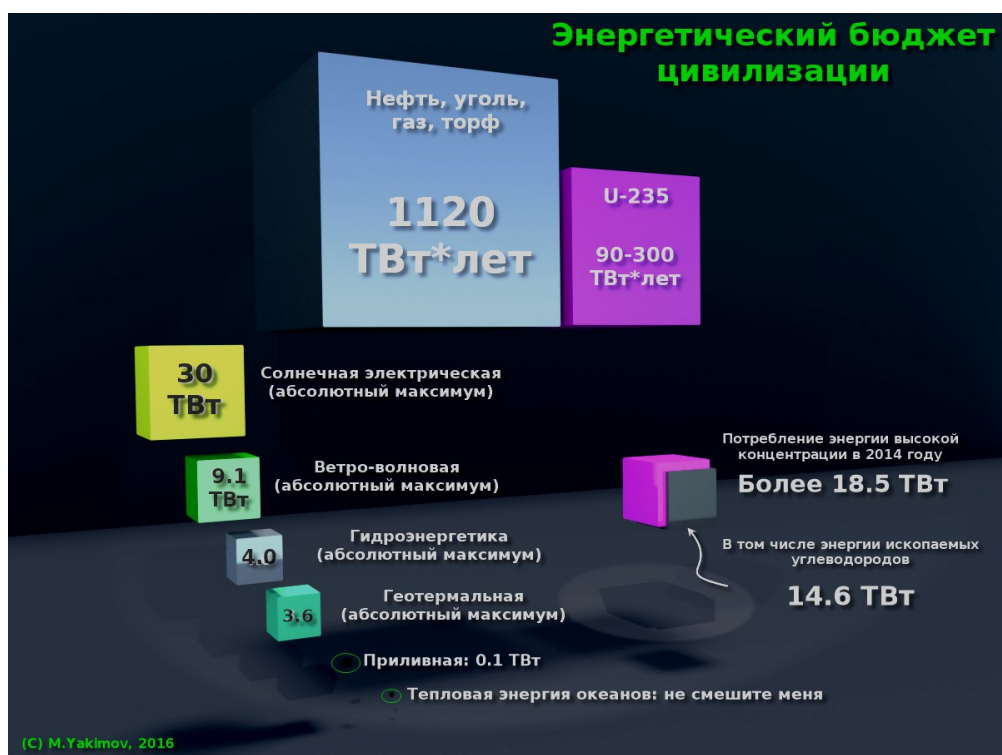 Энергетический бюджет
цивилизации
Нефть, уголь,
газ, торф
1120
ТВт*лет
U-235
90-300
ТВт*лет
30
ТВт
Солнечная электрическая
(абсолютный максимум)
9.1
ТВт
Ветро-волновая
(абсолютный максимум)
4.0
Гидроэнергетика
(абсолютный максимум)
3.6
Геотермальная
(абсолютный максимум)
Приливная: 0.1 ТВт
Тепловая энергия океанов: не смешите меня
Потребление энергии высокой
концентрации в 2014 году
Более 18.5 ТВт
В том числе энергии ископаемых
углеводородов
14.6 ТВт
(C) M.Yakimov, 2016